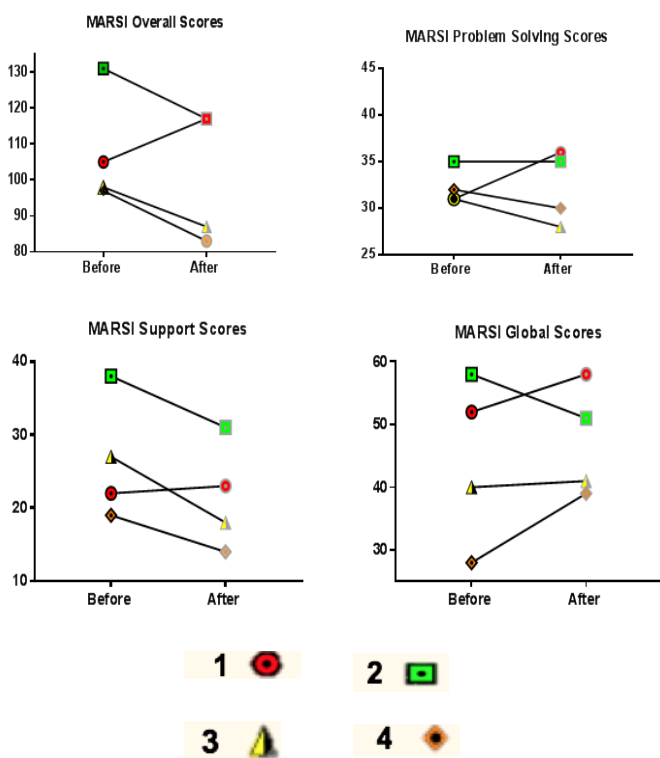 MARSI Overall Scores
130
120
110
100
90
80
Before After
MARSI Problem Solving Scores
45
40
35
30
25
Before After
MARSI Support Scores
40
30
20
10
Before After
MARSI Global Scores
60
50
40
30
Before After
1
2
3
4